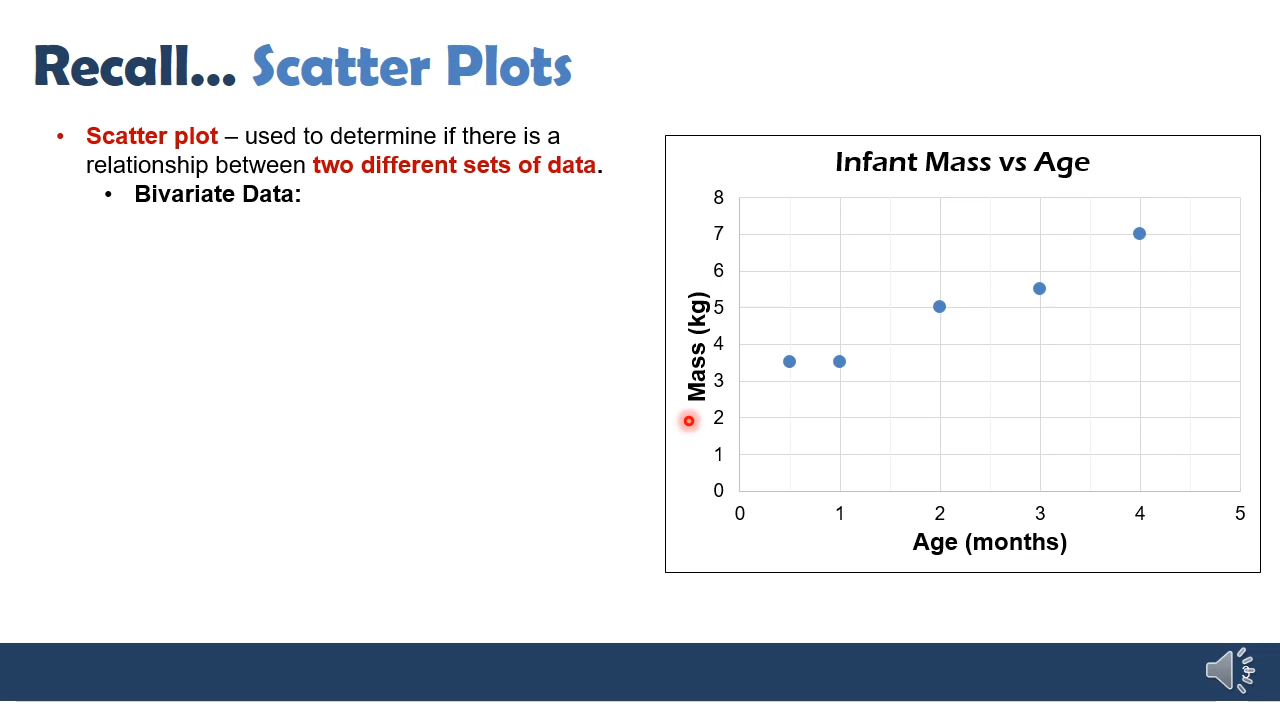 Recall... Scatter Plots
• Scatter plot – used to determine if there is a
relationship between two different sets of data.
• Bivariate Data:
Infant Mass vs Age
8
7
6
5
4
3
2
1
0
Mass (kg)
0 1 2 3 4 5
Age (months)